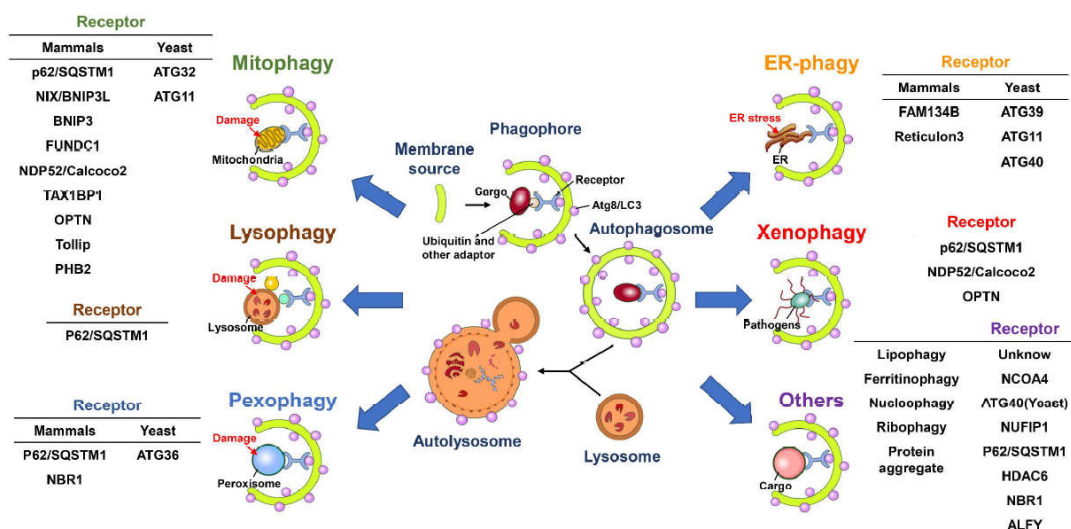 Receptor
Mammals Yeast
p62/SQSTM1 ATG32
NIX/BNIP3L ATG11
BNIP3
FUNDC1
NDP52/Calcoco2
TAX1BP1
OPTN
Tollip
PHB2
Receptor
P62/SQSTM1
Receptor
Mammals Yeast
P62/SQSTM1 ATG36
NBR1
Mitophagy
Damage
Mitochondria
Lysophagy
Damage
Lysosome
Pexophagy
Damage
Peroxisome
Membrane
source
Phagophore
Gorgo
Receptor
Atg8/LC3
Ubiquitin and
other adaptor
Autophagosome
Autolysosome
Lysosome
ER-phagy
ER stress
ER
Xenophagy
Pathogens
Others
Cargo
Receptor
Mammals Yeast
FAM134B ATG39
Reticulon3 ATG11
ATG40
Receptor
p62/SQSTM1
NDP52/Calcoco2
OPTN
Receptor
Lipophagy Unknow
Ferritinophagy NCOA4
Nucloophagy ATG40(Yoact)
Ribophagy NUFIP1
Protein P62/SQSTM1
aggregate
HDAC6
NBR1
ALFY